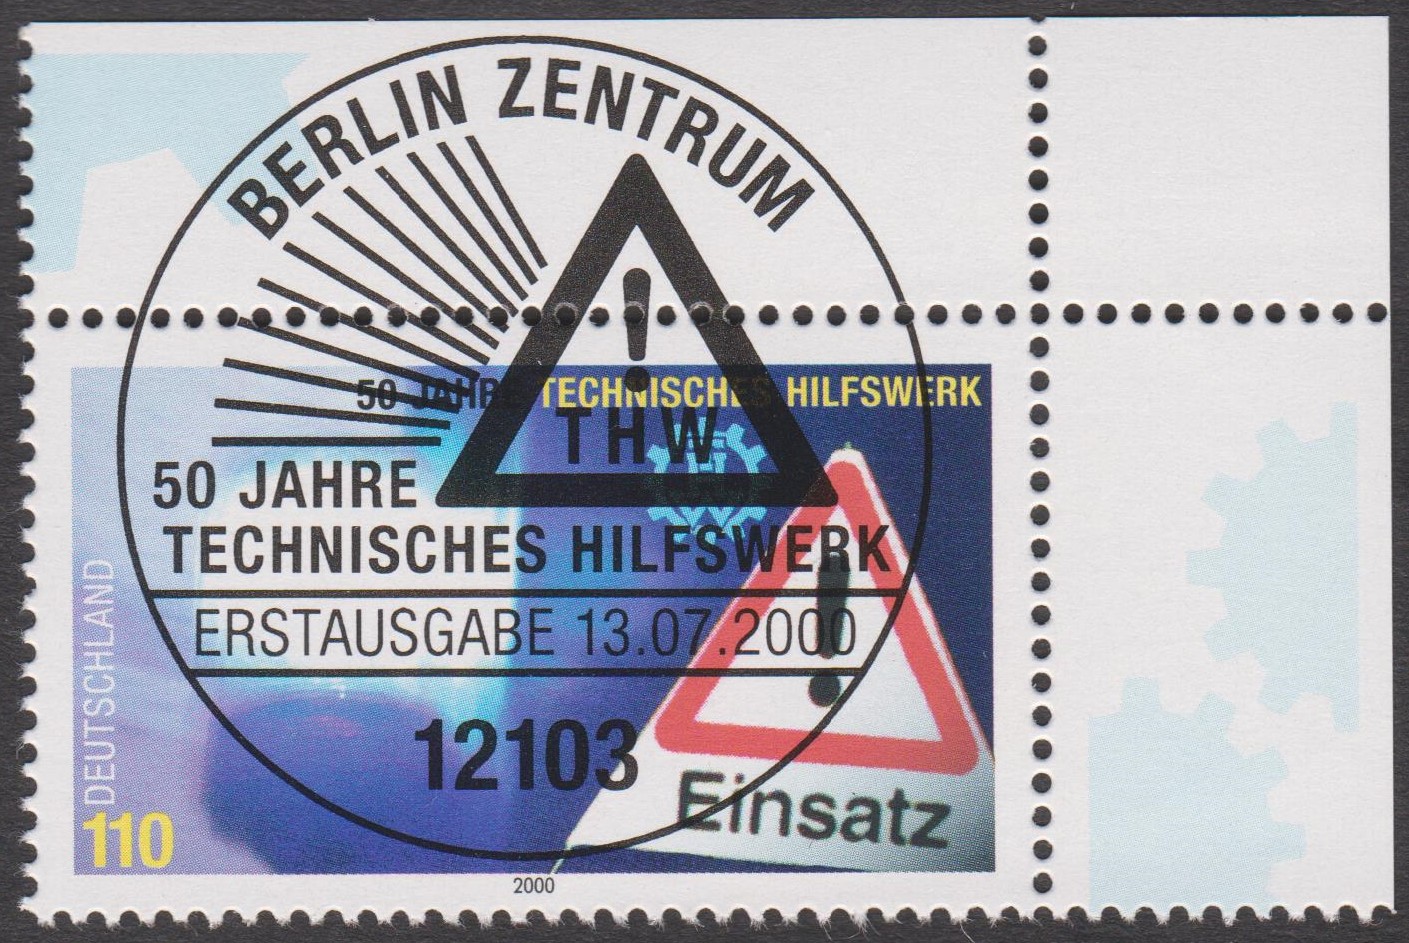 BERLIN ZENTRUM
50 JAHRE TECHNISCHES HILFSWERK
THW
50 JAHRE
TECHNISCHES HILFSWERK
ERSTAUSGABE 13.07.2000
12103
Einsatz
DEUTSCHLAND
110
2000